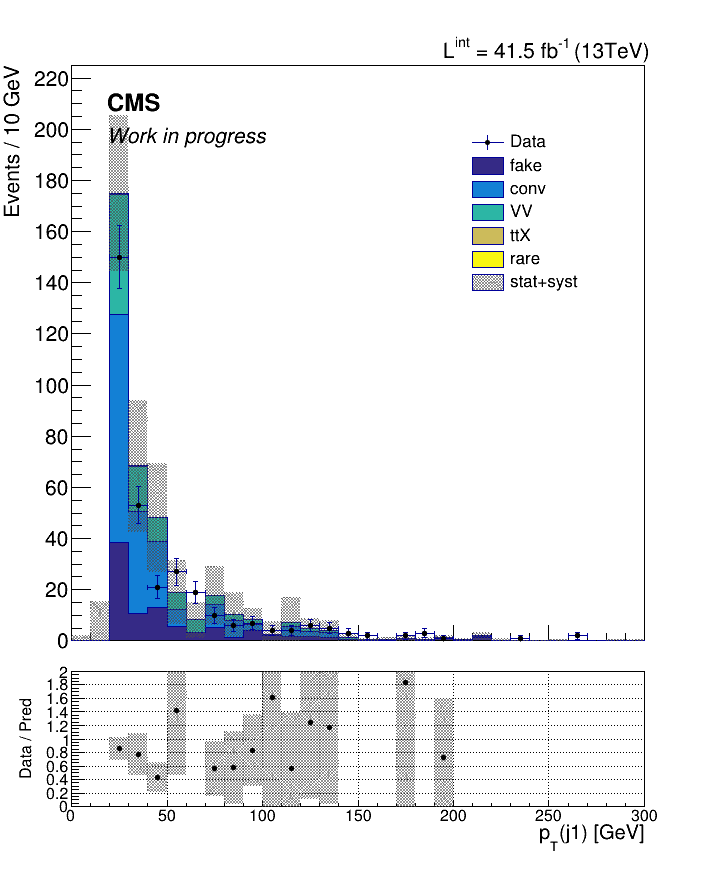 L^int = 41.5 fb^-1 (13TeV)
Events / 10 GeV
220
200
180
160
140
120
100
80
60
40
20
0
CMS
Work in progress
Data
fake
conv
VV
ttX
rare
stat+syst
Data / Pred
2
1.8
1.6
1.4
1.2
1
0.8
0.6
0.4
0.2
0
0 50 100 150 200 250 300
p_T(j1) [GeV]